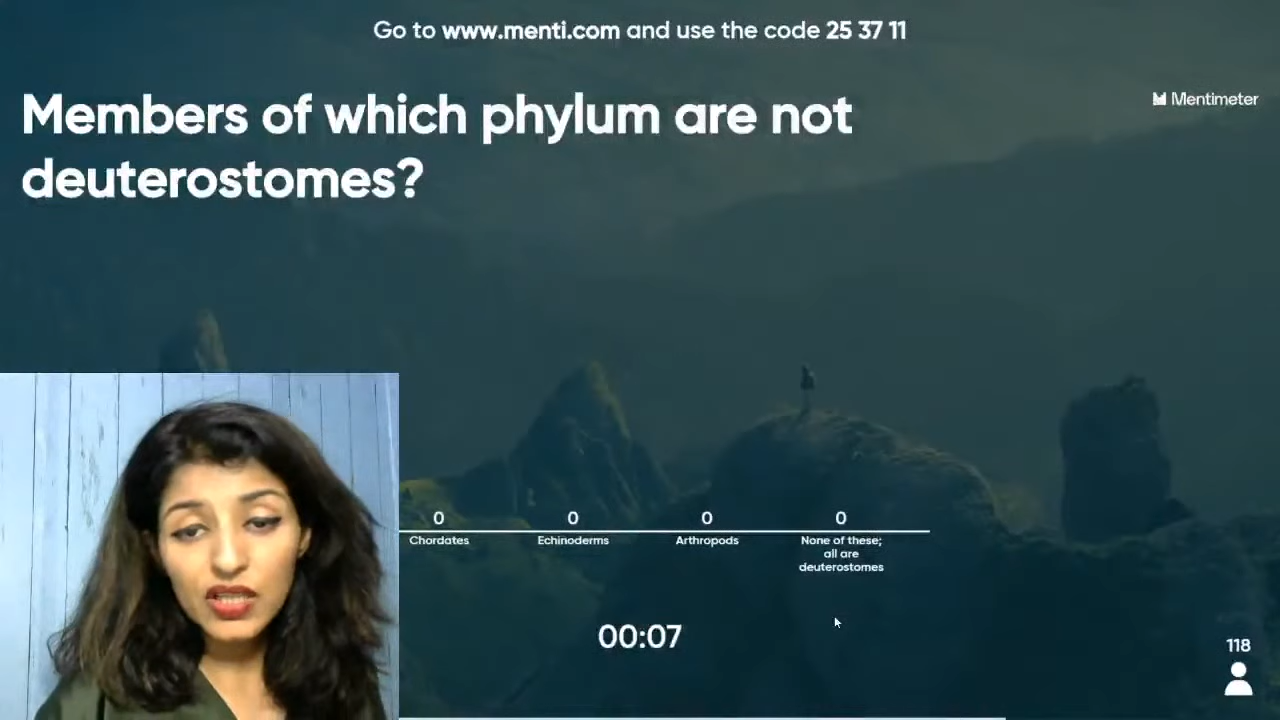 Go to www.menti.com and use the code 25 37 11
Mentimeter
Members of which phylum are not
deuterostomes?
0
0
0
0
Chordates
Echinoderms
Arthropods
None of these;
all are
deuterostomes
00:07
118